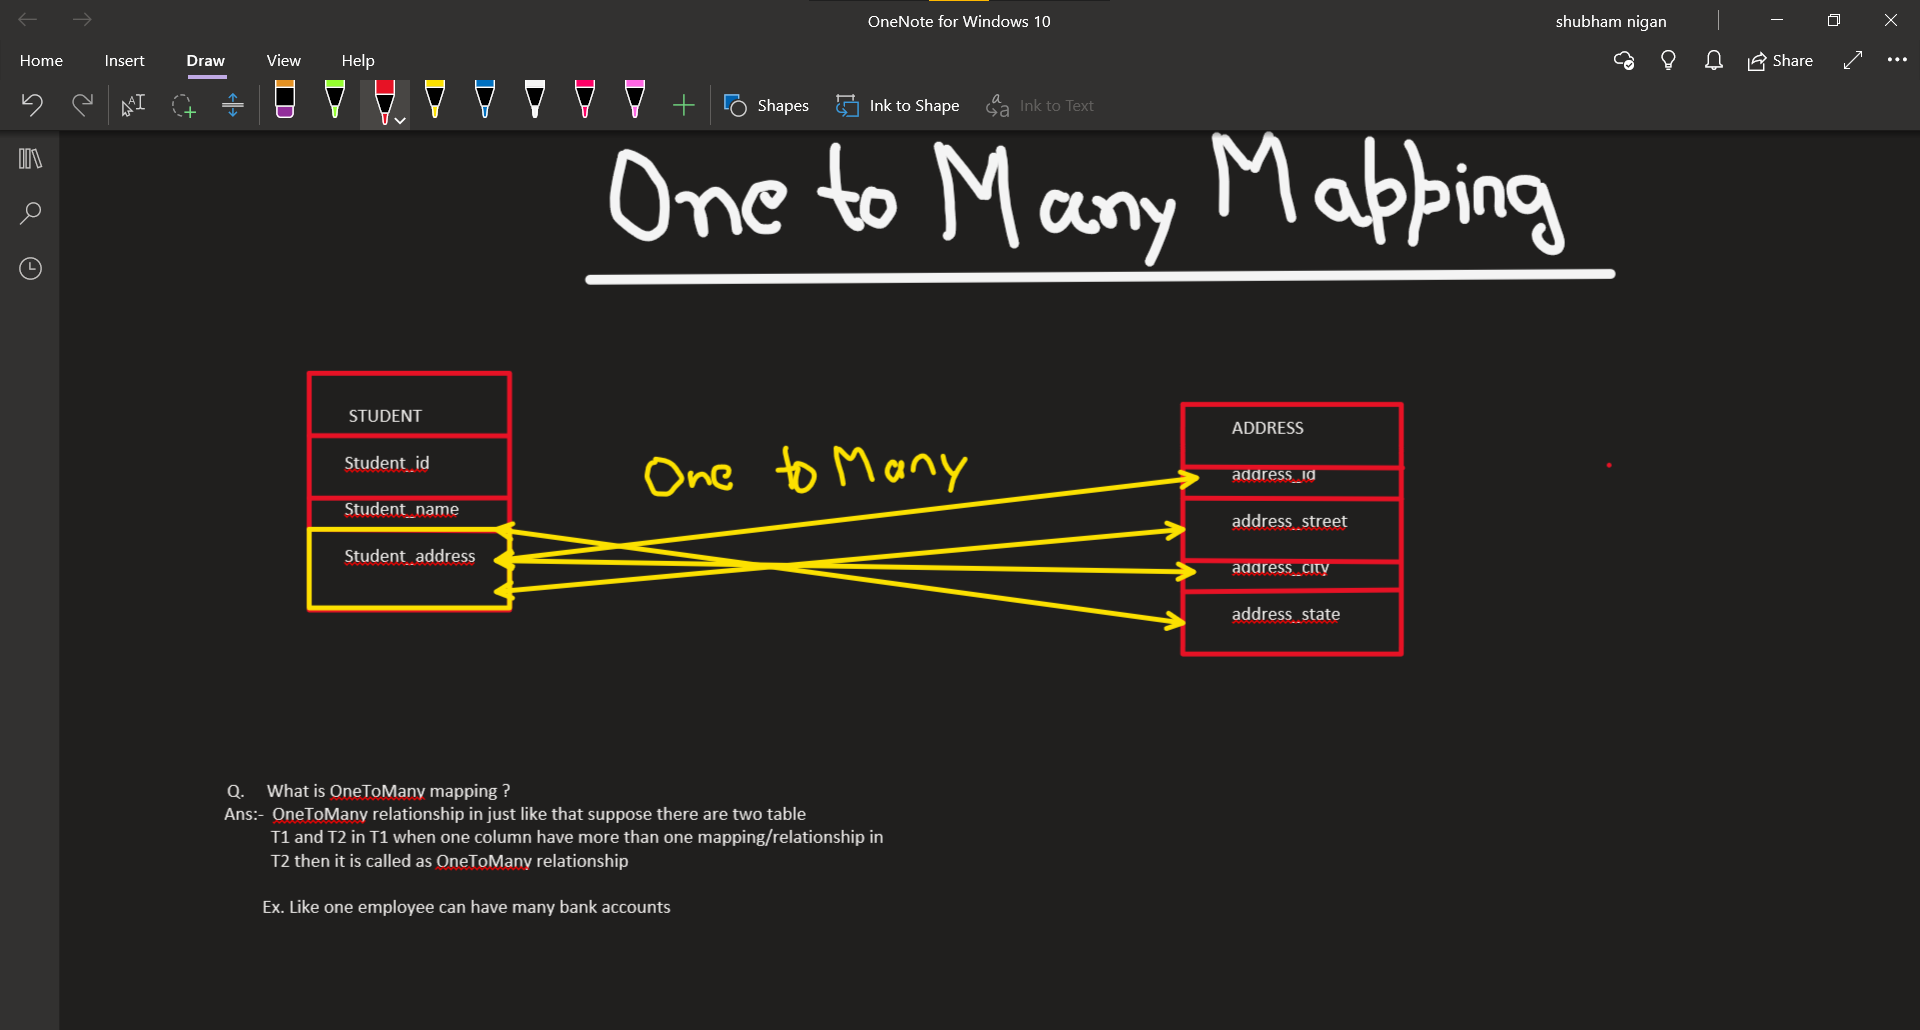 OneNote for Windows 10
shubham nigan
Home Insert Draw View Help
Share
Shapes Ink to Shape Ink to Text
One to Many Mapping
STUDENT
Student_id
Student_name
Student_address
One to Many
ADDRESS
address_id
address_street
address_city
address_state
Q. What is OneToMany mapping ?
Ans:- OneToMany relationship in just like that suppose there are two table
T1 and T2 in T1 when one column have more than one mapping/relationship in
T2 then it is called as OneToMany relationship
Ex. Like one employee can have many bank accounts